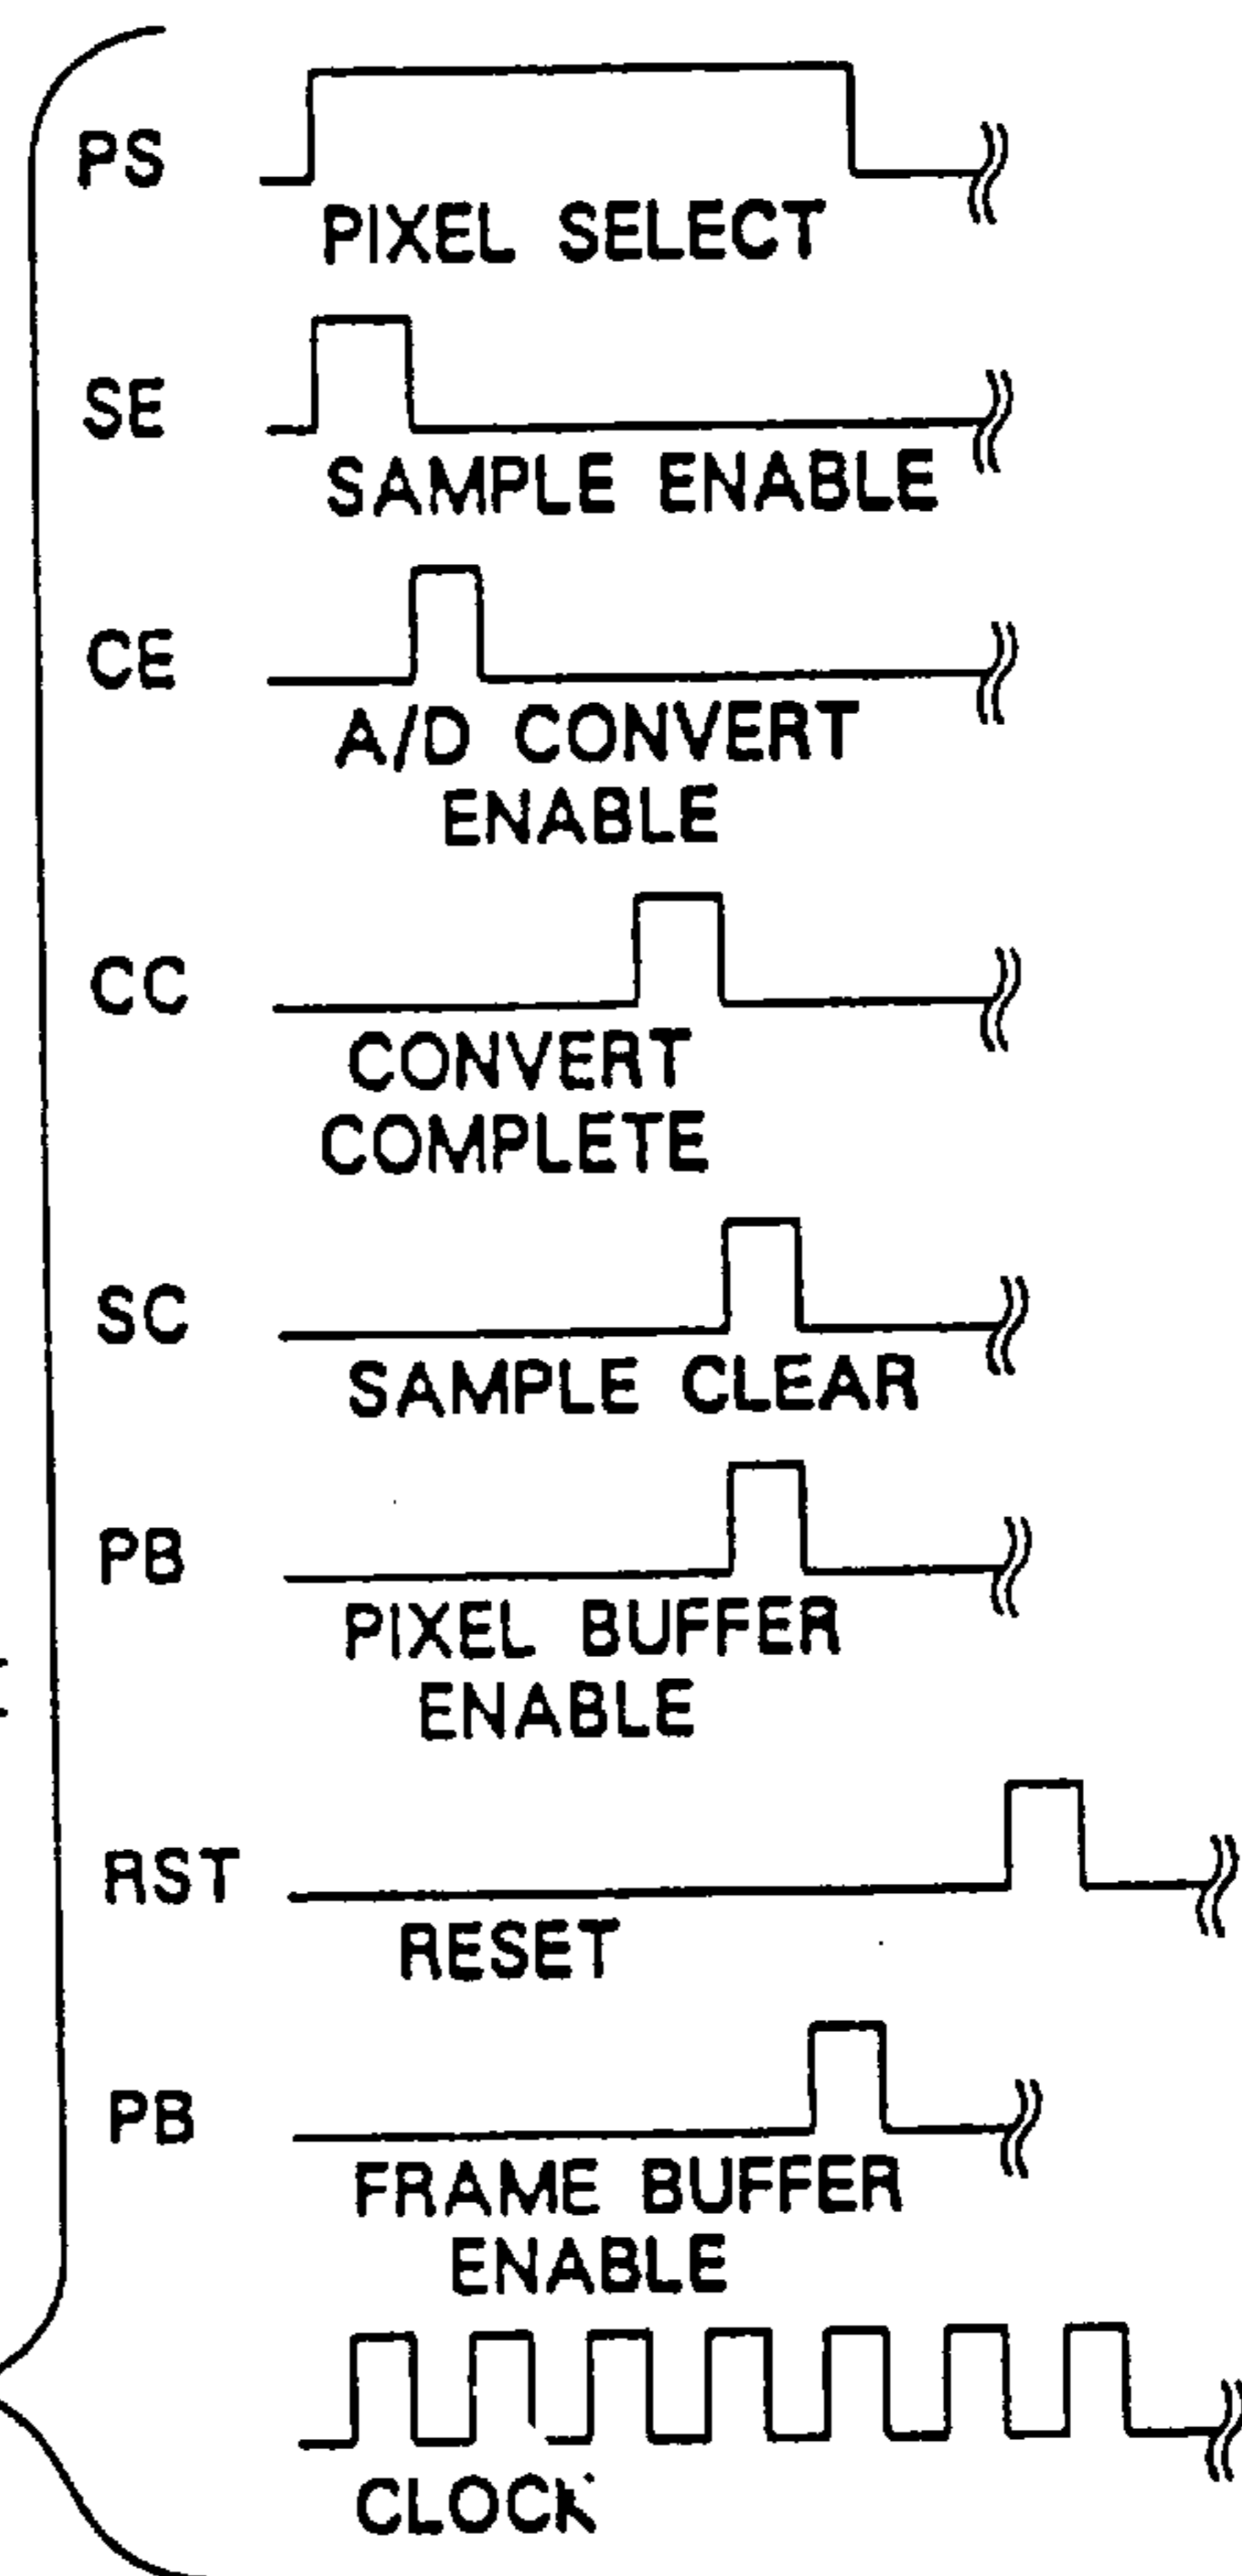 PS
PIXEL SELECT
SE
SAMPLE ENABLE
CE
A/D CONVERT
ENABLE
CC
CONVERT
COMPLETE
SC
SAMPLE CLEAR
PB
PIXEL BUFFER
ENABLE
RST
RESET
PB
FRAME BUFFER
ENABLE
CLOCK